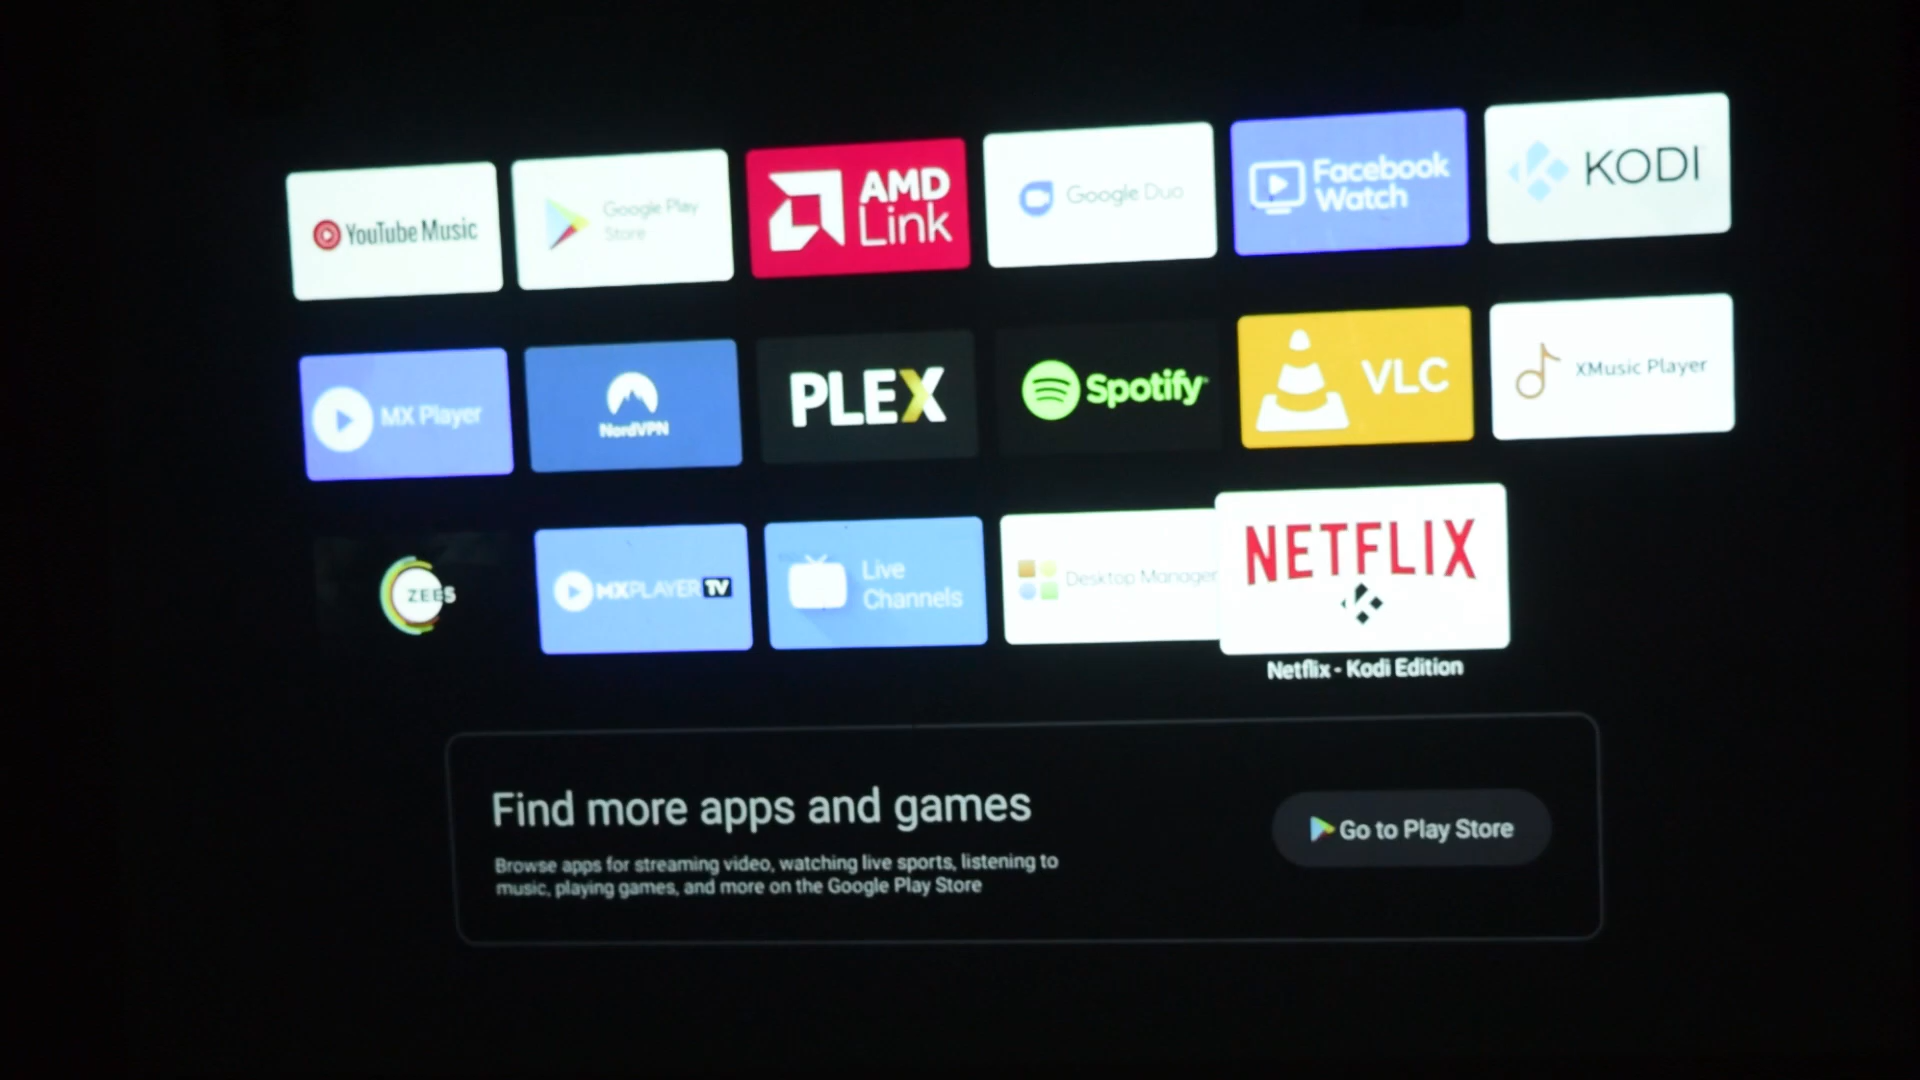 YouTube Music
Google Play
Store
AMD
Link
Google Duo
Facebook
Watch
KODI
MX Player
NordVPN
PLEX
Spotify
VLC
XMusic Player
ZEE5
MXPLAYER TV
Live
Channels
Desktop Manager
NETFLIX
Netflix - Kodi Edition
Find more apps and games
Browse apps for streaming video, watching live sports, listening to
music, playing games, and more on the Google Play Store
Go to Play Store